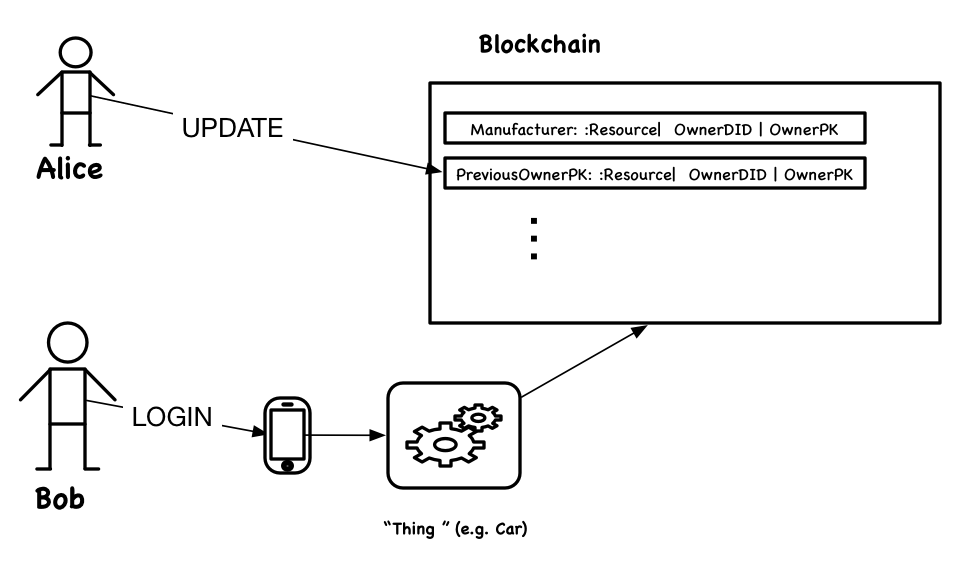 Blockchain
Manufacturer: :Resource| OwnerDID | OwnerPK
UPDATE
Alice
PreviousOwnerPK: :Resource| OwnerDID | OwnerPK
LOGIN
Bob
“Thing ” (e.g. Car)